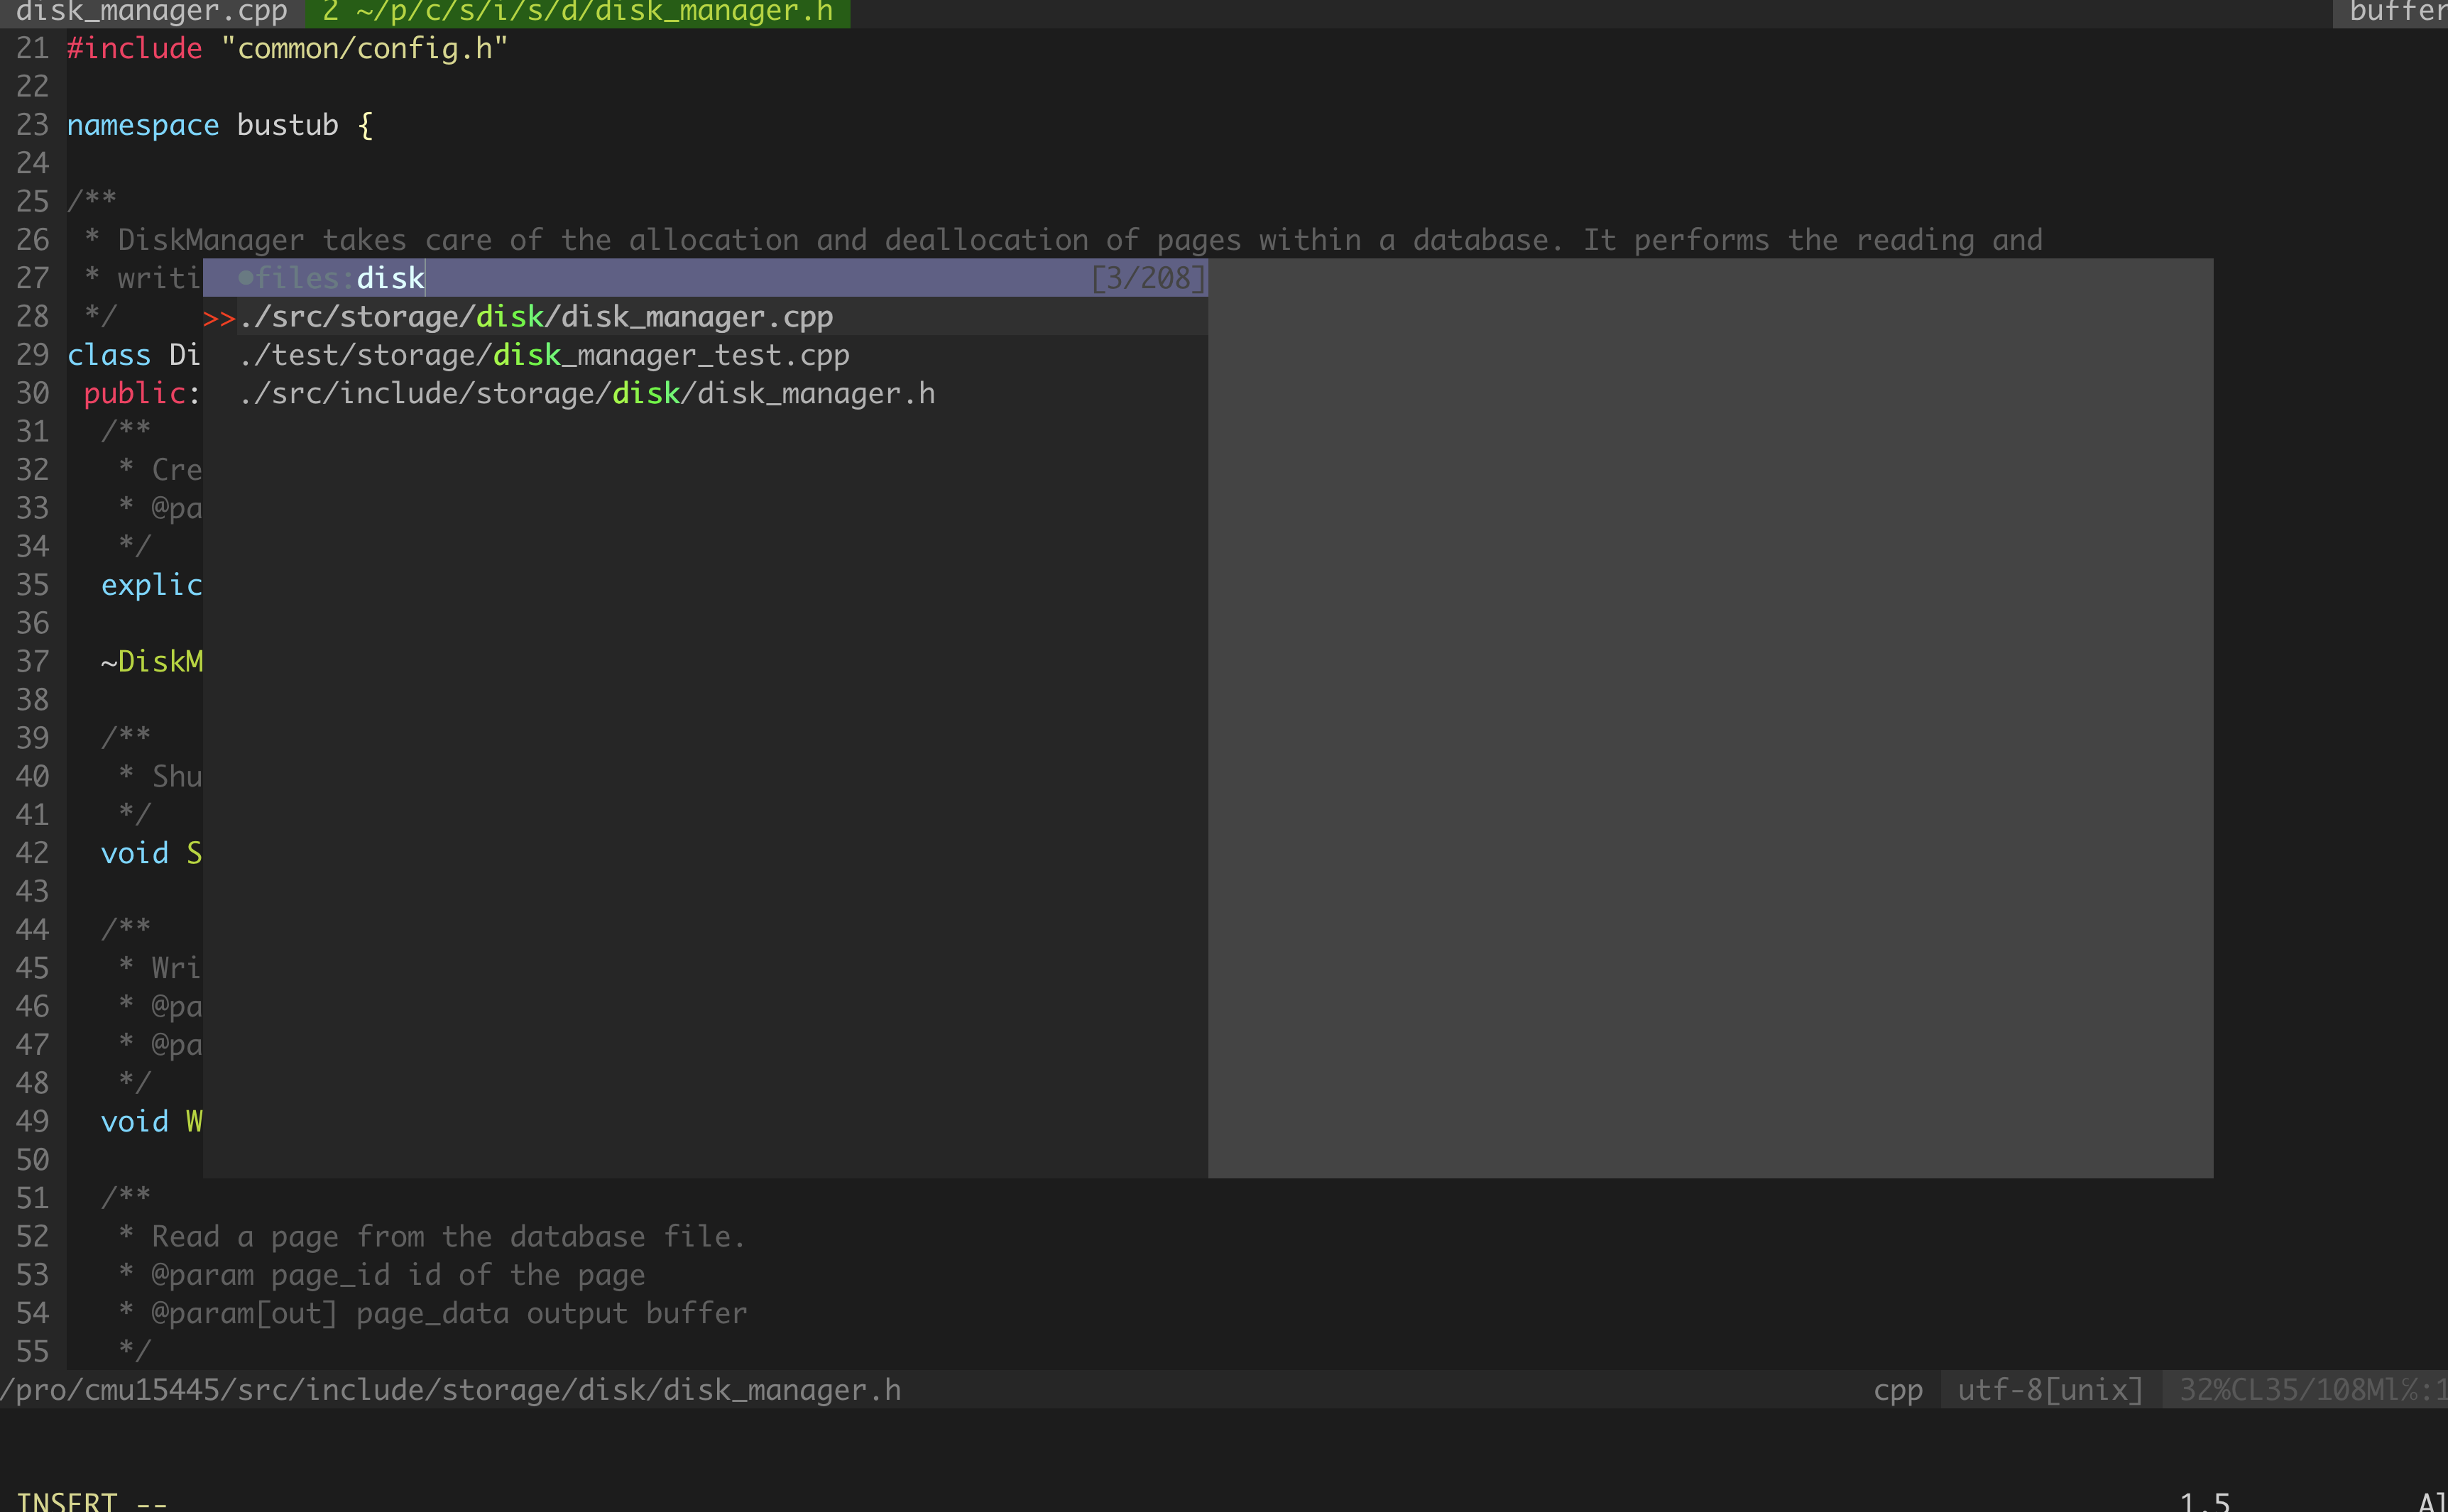 disk_manager.cpp 2 ~/p/c/s/i/s/d/disk_manager.h buffer
21 #include "common/config.h"
22
23 namespace bustub {
24
25 /**
26 * DiskManager takes care of the allocation and deallocation of pages within a database. It performs the reading and
27 * writi ●files:disk [3/208]
28 */ >>./src/storage/disk/disk_manager.cpp
29 class Di ./test/storage/disk_manager_test.cpp
30 public: ./src/include/storage/disk/disk_manager.h
31 /**
32 * Cre
33 * @pa
34 */
35 explic
36
37 ~DiskM
38
39 /**
40 * Shu
41 */
42 void S
43
44 /**
45 * Wri
46 * @pa
47 * @pa
48 */
49 void W
50
51 /**
52 * Read a page from the database file.
53 * @param page_id id of the page
54 * @param[out] page_data output buffer
55 */
/pro/cmu15445/src/include/storage/disk/disk_manager.h cpp utf-8[unix] 32%
INSERT -- 1,5 Al